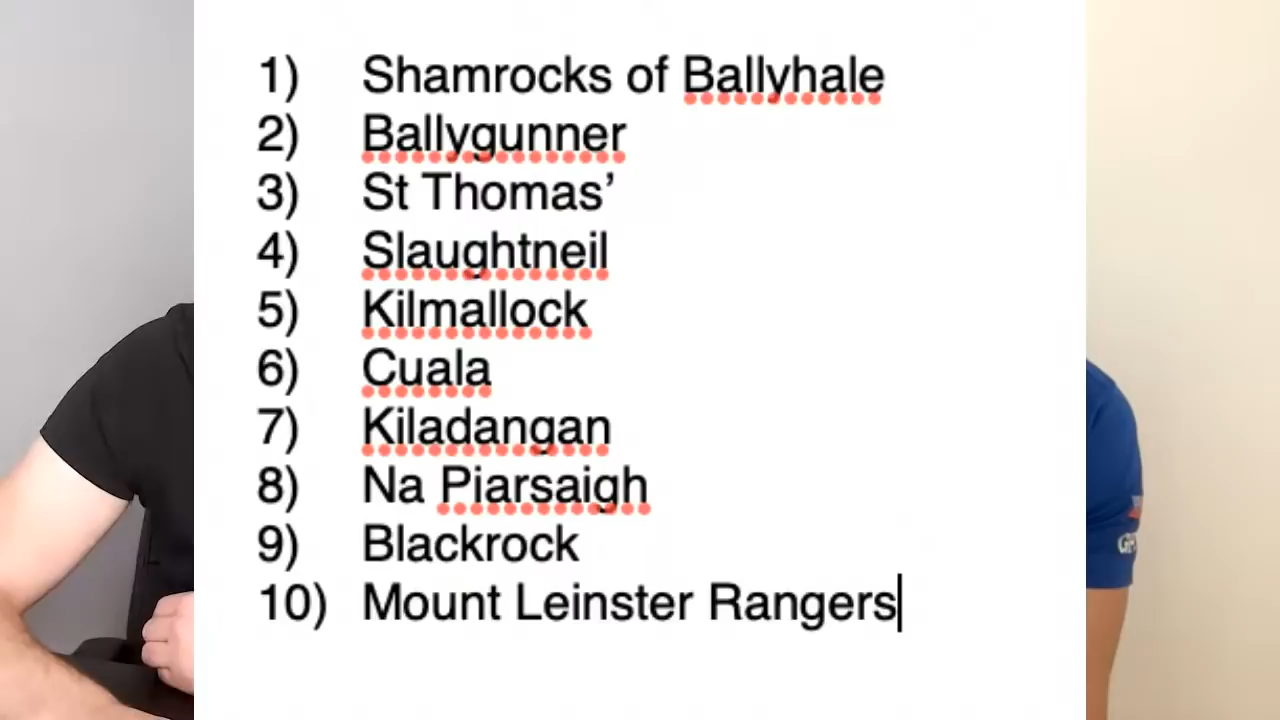 1) Shamrocks of Ballyhale
2) Ballygunner
3) St Thomas’
4) Slaughtneil
5) Kilmallock
6) Cuala
7) Kiladangan
8) Na Piarsaigh
9) Blackrock
10) Mount Leinster Rangers